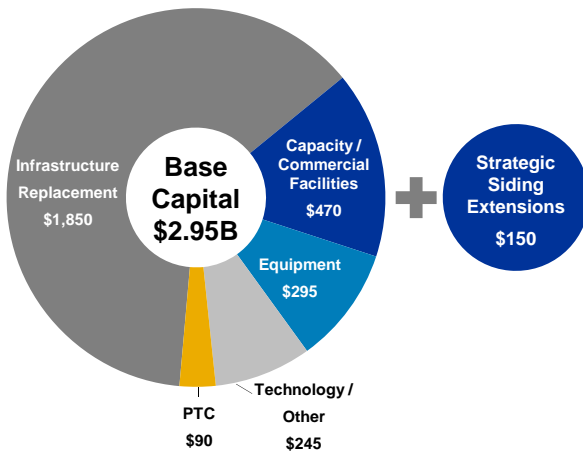 Infrastructure
Replacement
$1,850
Base
Capital
$2.95B
Capacity /
Commercial
Facilities
$470
Equipment
$295
Technology /
Other
$245
PTC
$90
Strategic
Siding
Extensions
$150